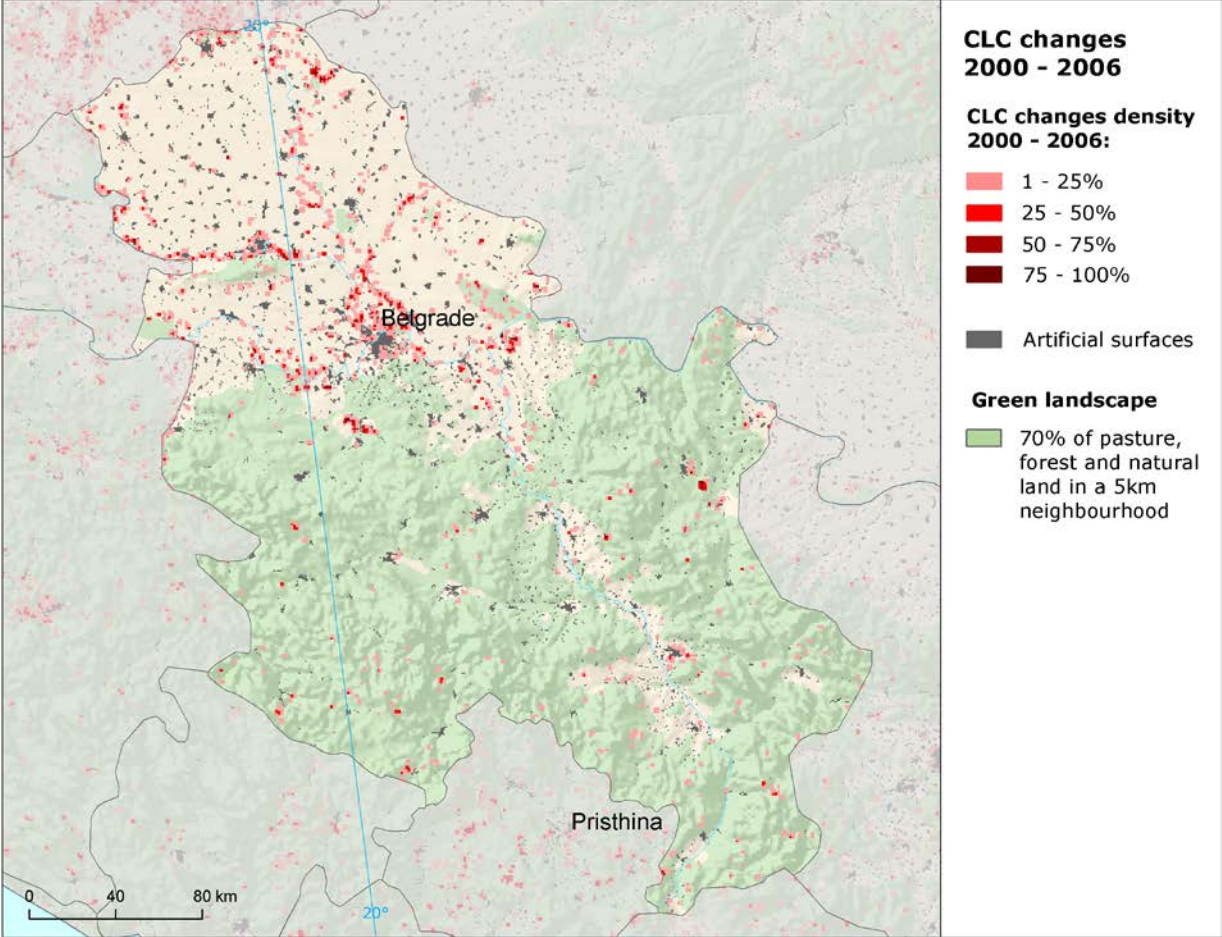 20°
Belgrade
Pristhina
0 40 80 km
20°
CLC changes
2000 - 2006
CLC changes density
2000 - 2006:
1 - 25%
25 - 50%
50 - 75%
75 - 100%
Artificial surfaces
Green landscape
70% of pasture,
forest and natural
land in a 5km
neighbourhood